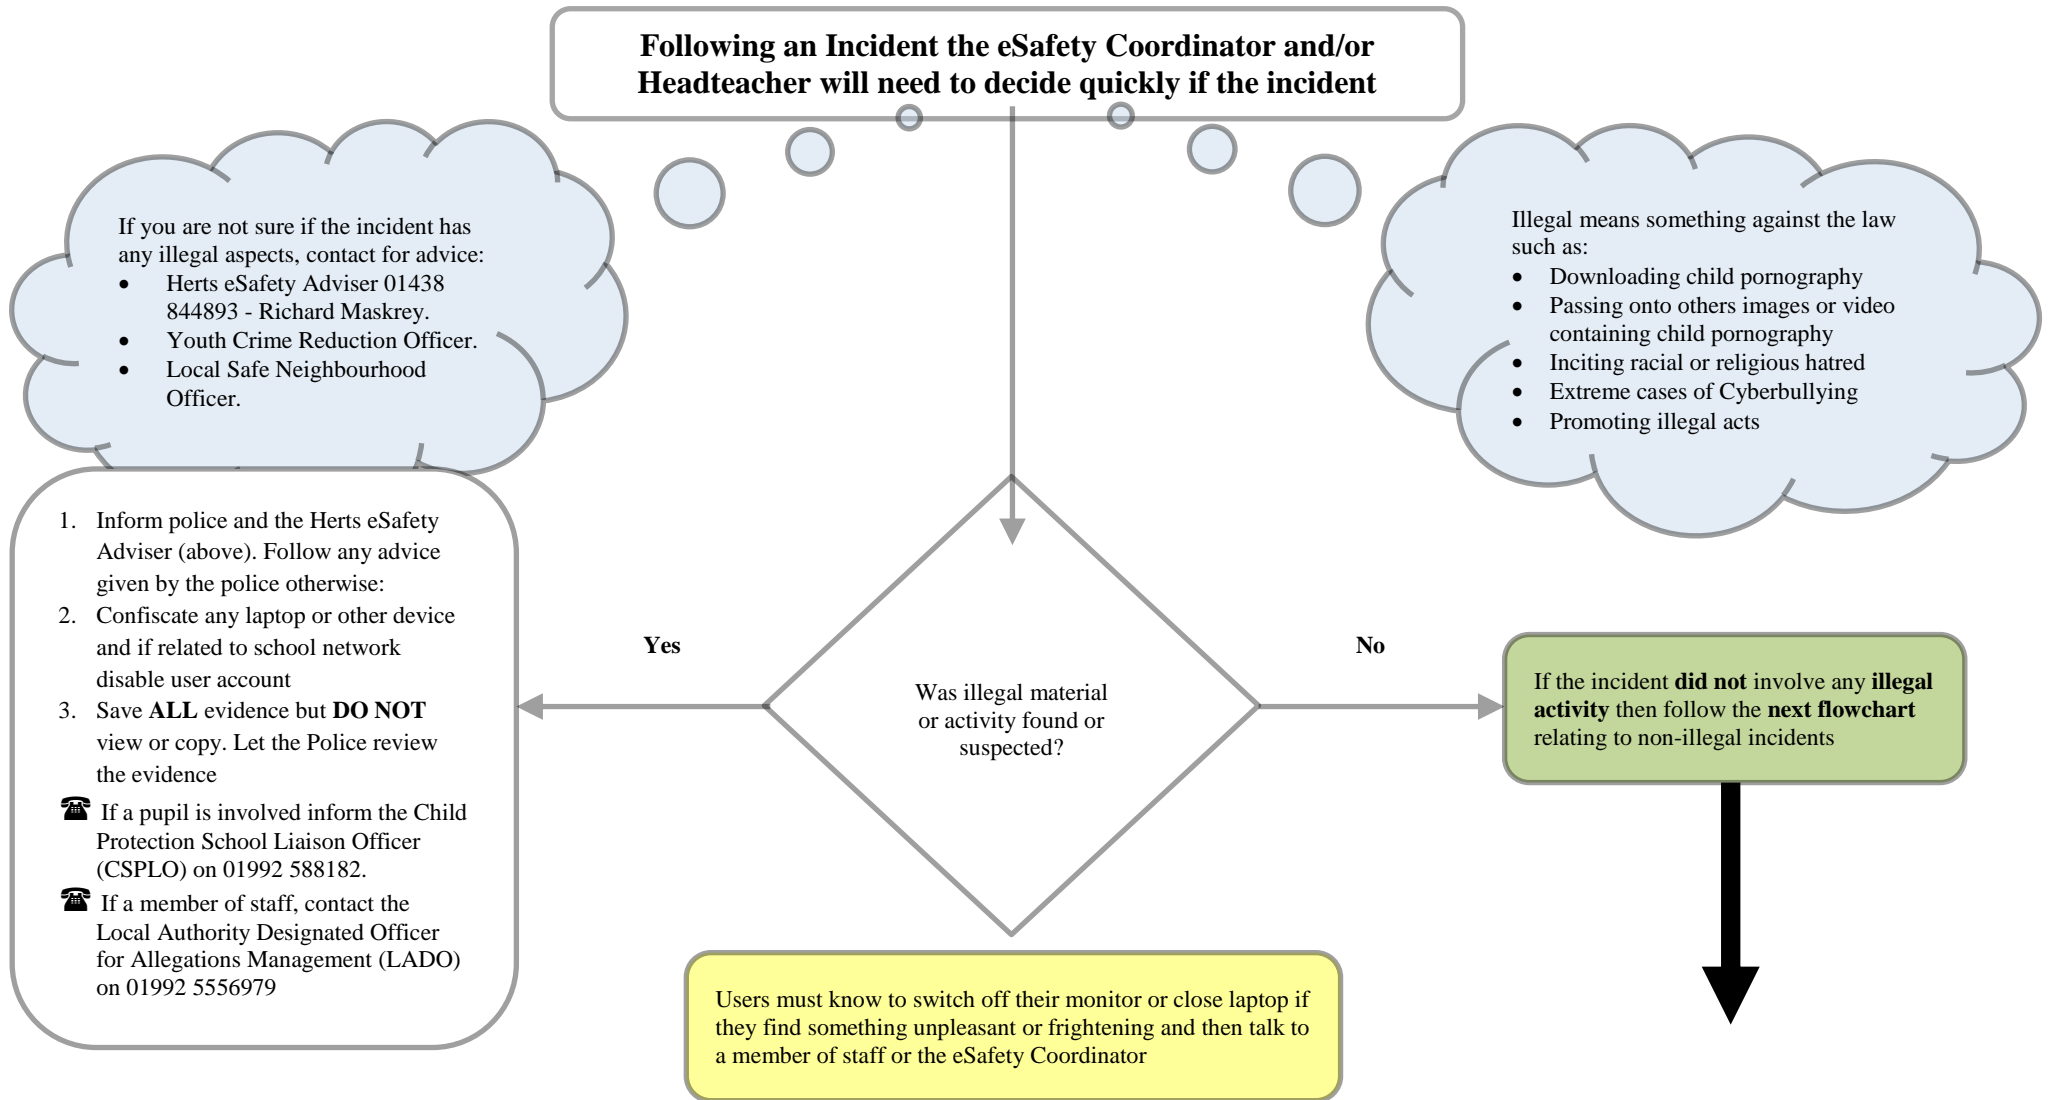 Following an Incident the eSafety Coordinator and/or
Headteacher will need to decide quickly if the incident
If you are not sure if the incident has
any illegal aspects, contact for advice:
• Herts eSafety Adviser 01438
844893 - Richard Maskrey.
• Youth Crime Reduction Officer.
• Local Safe Neighbourhood
Officer.
Illegal means something against the law
such as:
• Downloading child pornography
• Passing onto others images or video
containing child pornography
• Inciting racial or religious hatred
• Extreme cases of Cyberbullying
• Promoting illegal acts
1. Inform police and the Herts eSafety
Adviser (above). Follow any advice
given by the police otherwise:
2. Confiscate any laptop or other device
and if related to school network
disable user account
3. Save ALL evidence but DO NOT
view or copy. Let the Police review
the evidence
☎ If a pupil is involved inform the Child
Protection School Liaison Officer
(CSPLO) on 01992 588182.
☎ If a member of staff, contact the
Local Authority Designated Officer
for Allegations Management (LADO)
on 01992 5556979
Yes
Was illegal material
or activity found or
suspected?
No
If the incident did not involve any illegal
activity then follow the next flowchart
relating to non-illegal incidents
Users must know to switch off their monitor or close laptop if
they find something unpleasant or frightening and then talk to
a member of staff or the eSafety Coordinator